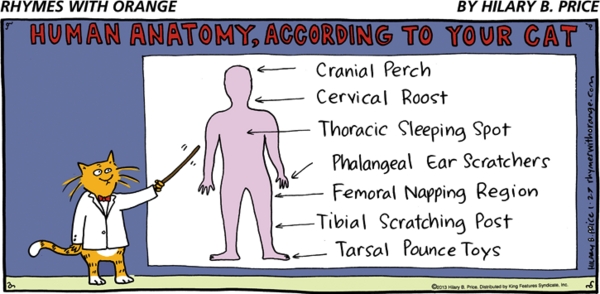 RHYMES WITH ORANGE
BY HILARY B. PRICE
HUMAN ANATOMY, ACCORDING TO YOUR CAT
Cranial Perch
Cervical Roost
Thoracic Sleeping Spot
Phalangeal Ear Scratchers
Femoral Napping Region
Tibial Scratching Post
Tarsal Pounce Toys
HILARY B. PRICE 1-27 rhymeswithorange.com
©2013 Hilary B. Price. Distributed by King Features Syndicate, Inc.